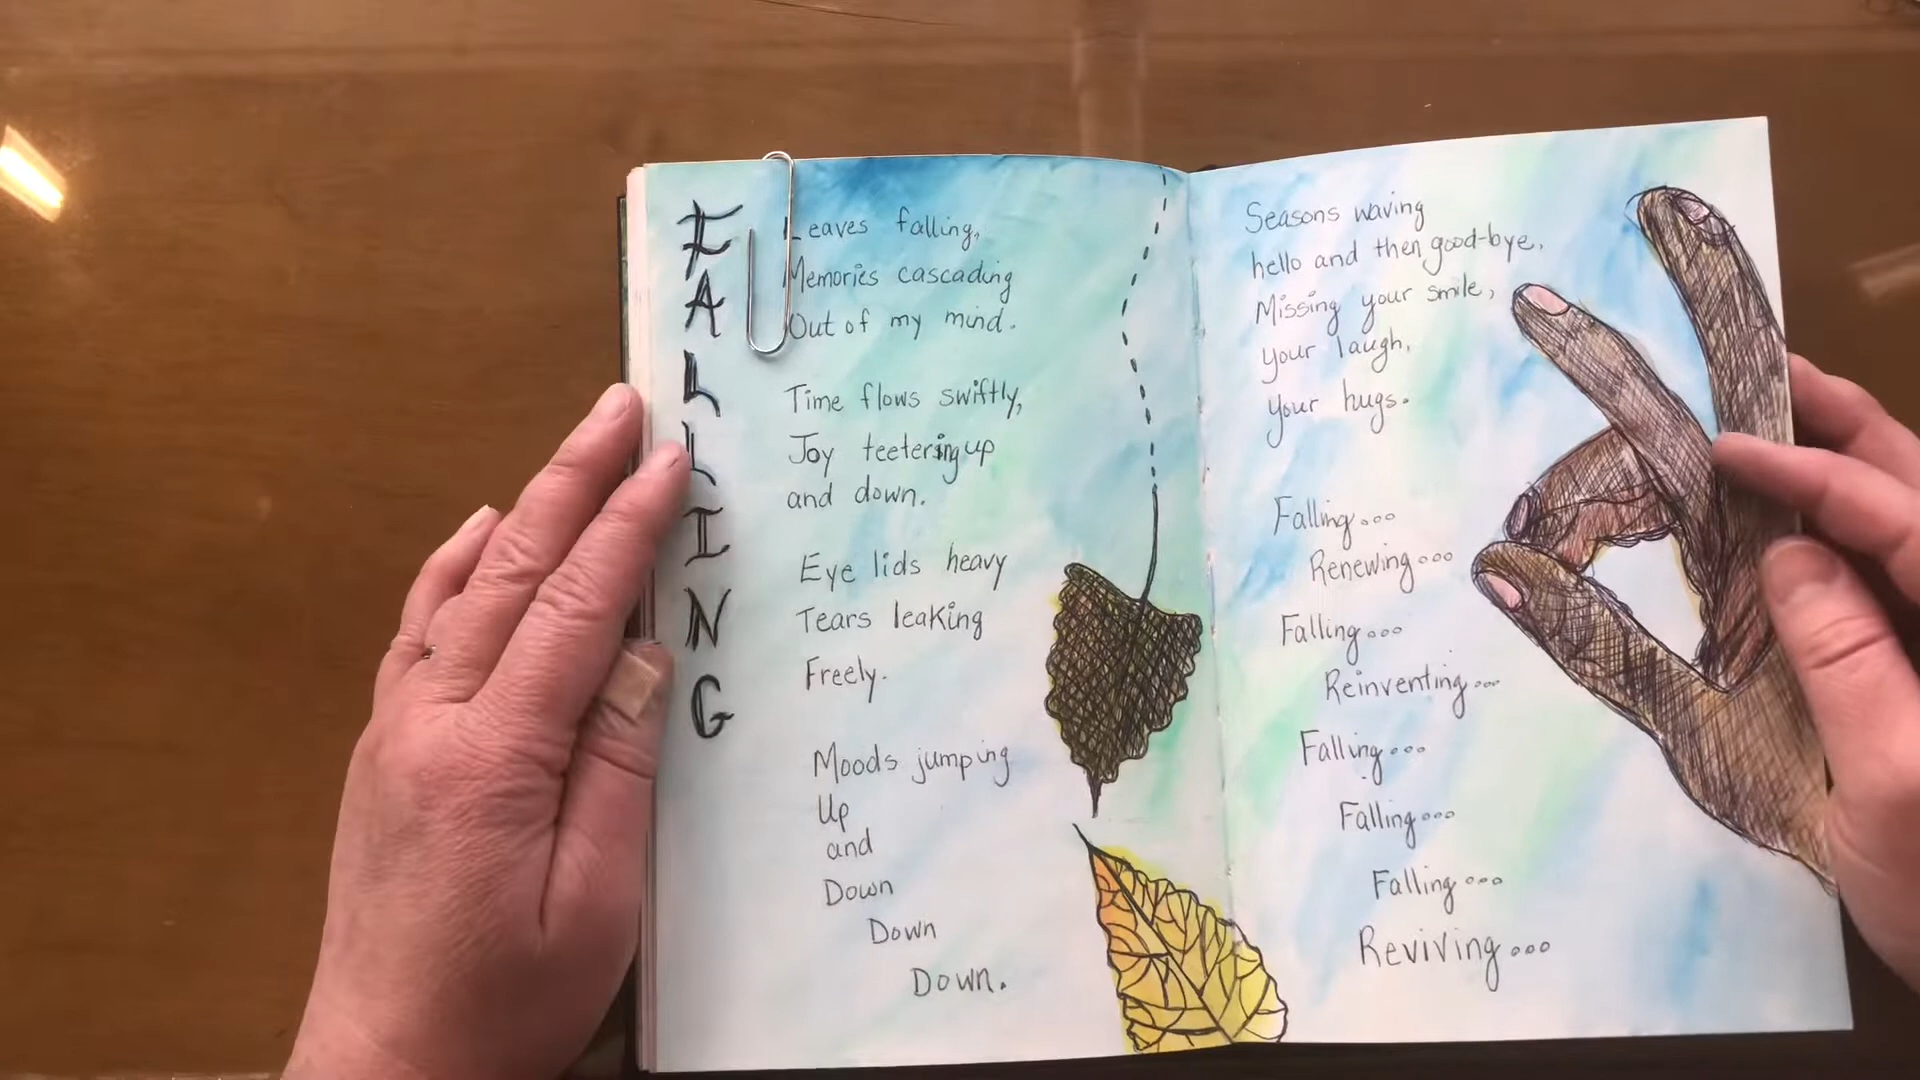 FALLING
Leaves falling,
Memories cascading
Out of my mind.
Time flows swiftly,
Joy teetering up
and down.
Eye lids heavy
Tears leaking
Freely.
Moods jumping
Up
and
Down
Down
Down.
Seasons waving
hello and then good-bye,
Missing your smile,
your laugh,
your hugs.
Falling...
Renewing...
Falling...
Reinventing...
Falling...
Falling...
Falling...
Reviving...